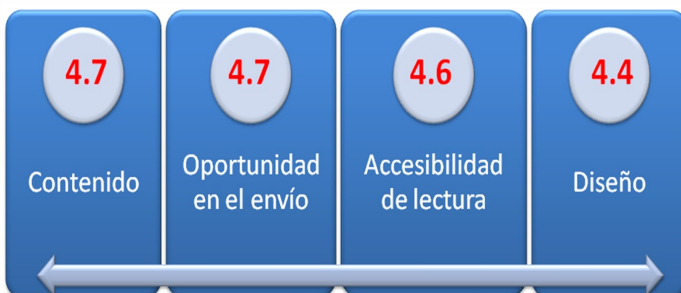 4.7
Contenido
4.7
Oportunidad
en el envío
4.6
Accesibilidad
de lectura
4.4
Diseño